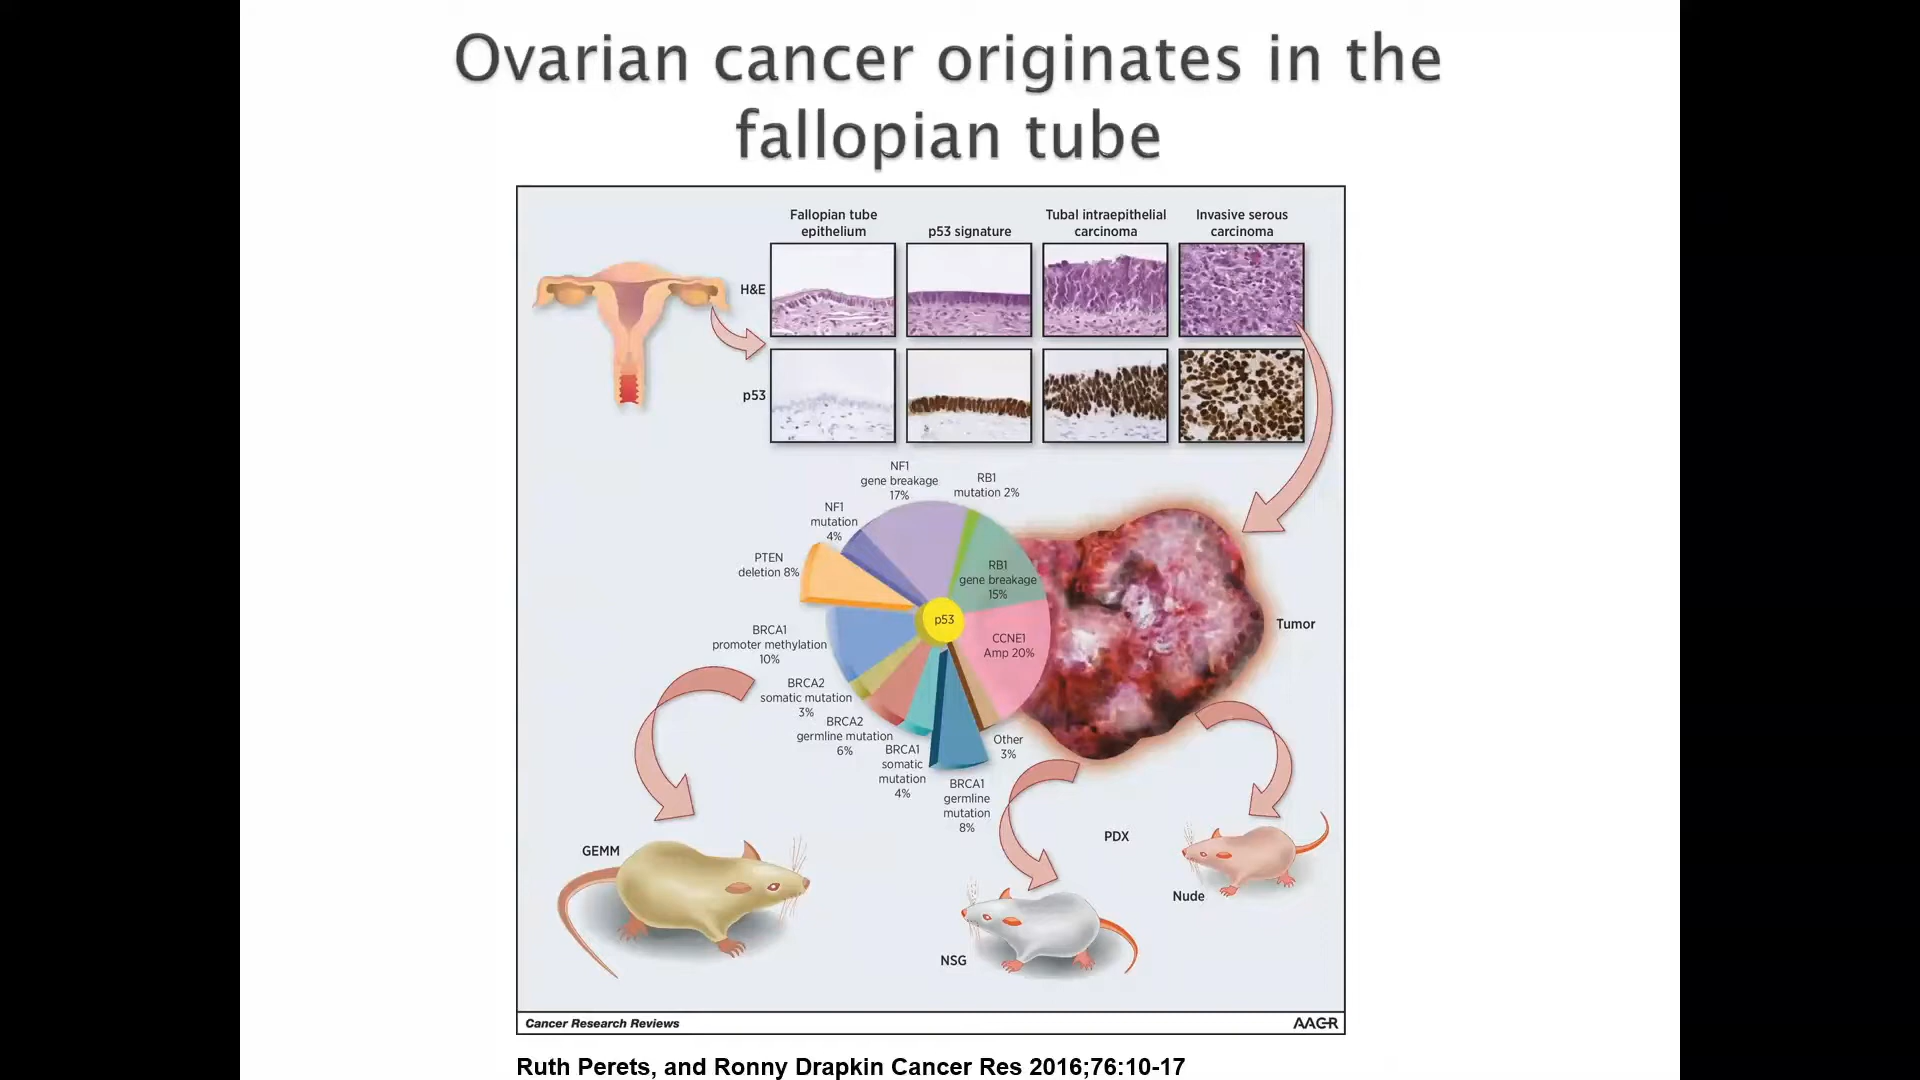 Ovarian cancer originates in the
fallopian tube
Fallopian tube
epithelium
p53 signature
Tubal intraepithelial
carcinoma
Invasive serous
carcinoma
H&E
p53
NF1
gene breakage
17%
RB1
mutation 2%
NF1
mutation
4%
PTEN
deletion 8%
RB1
gene breakage
15%
p53
CCNE1
Amp 20%
Tumor
BRCA1
promoter methylation
10%
BRCA2
somatic mutation
3%
BRCA2
germline mutation
6%
BRCA1
somatic
mutation
4%
BRCA1
germline
mutation
8%
Other
3%
GEMM
PDX
Nude
NSG
Cancer Research Reviews
AACR
Ruth Perets, and Ronny Drapkin Cancer Res 2016;76:10-17